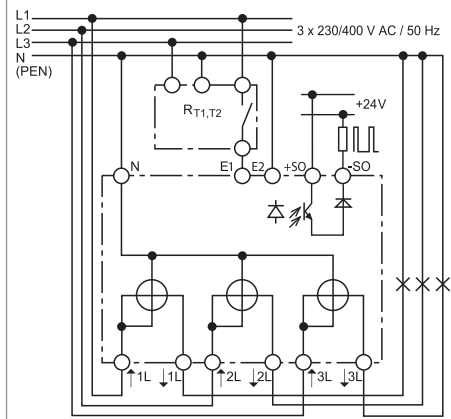 L1
L2
L3
N
(PEN)
3 x 230/400 V AC / 50 Hz
+24V
RT1,T2
N
E1
E2
+SO
-SO
↑1L
↓1L
↑2L
↓2L
↑3L
↓3L